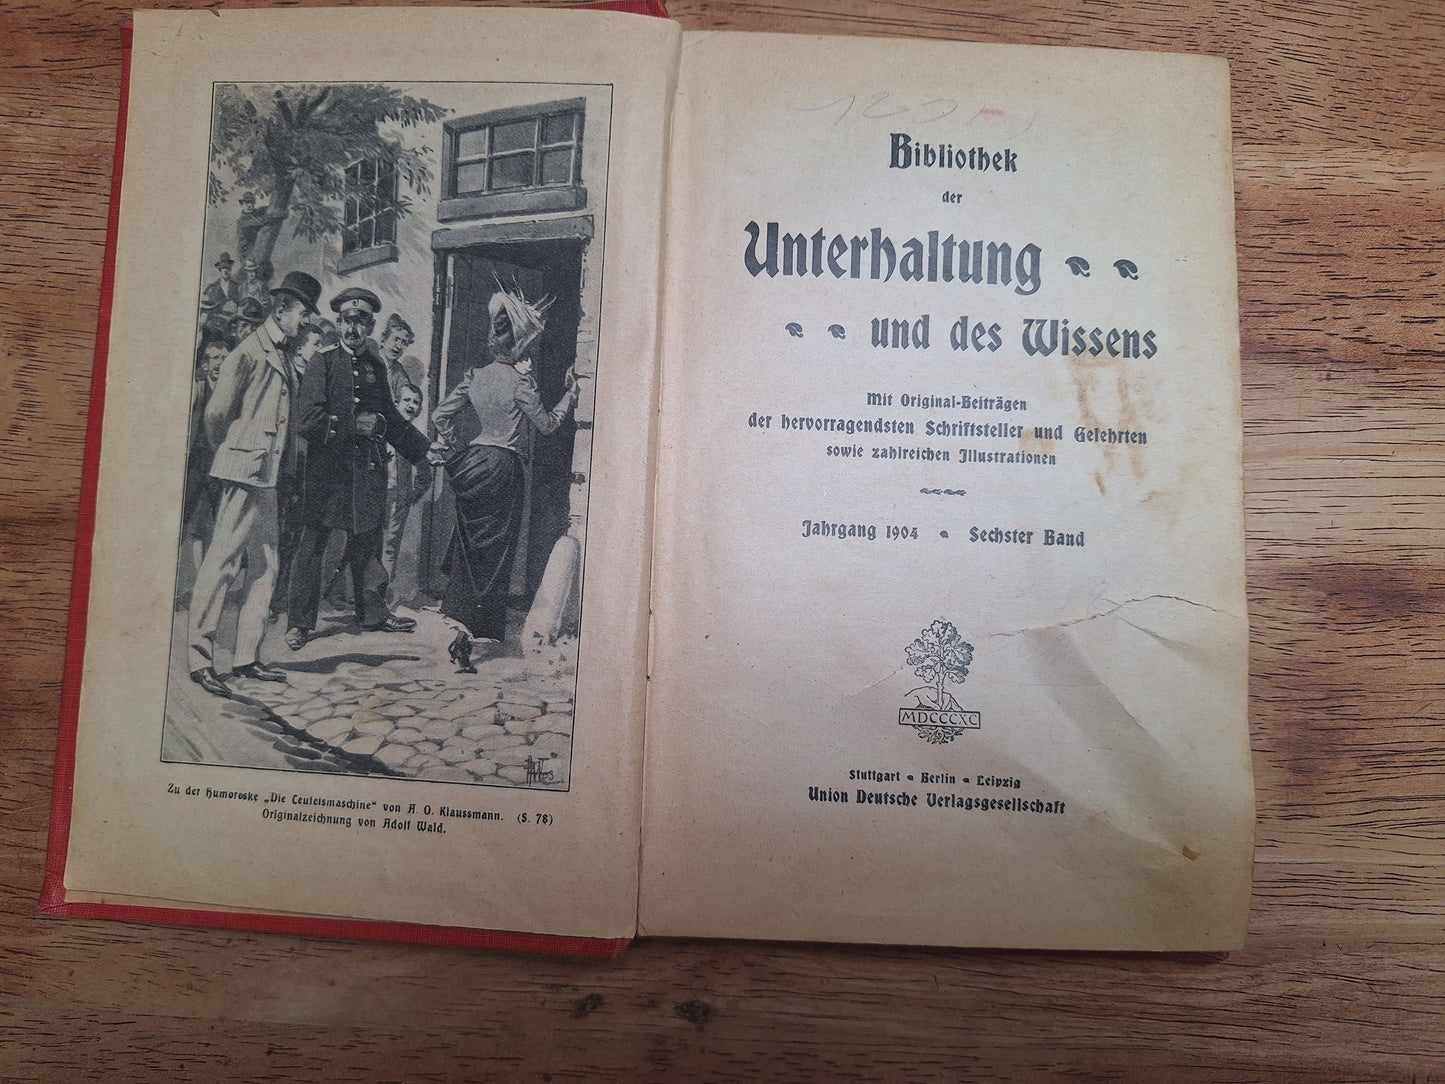 Zu der Humoreske „Die Teufelsmaschine“ von A. O. Klaussmann. (S. 78)
Originalzeichnung von Adolf Wald.
Bibliothek
der
Unterhaltung
und des Wissens
Mit Original-Beiträgen
der hervorragendsten Schriftsteller und Gelehrten
sowie zahlreichen Illustrationen
Jahrgang 1904 Sechster Band
MDCCCXC
Stuttgart Berlin Leipzig
Union Deutsche Verlagsgesellschaft